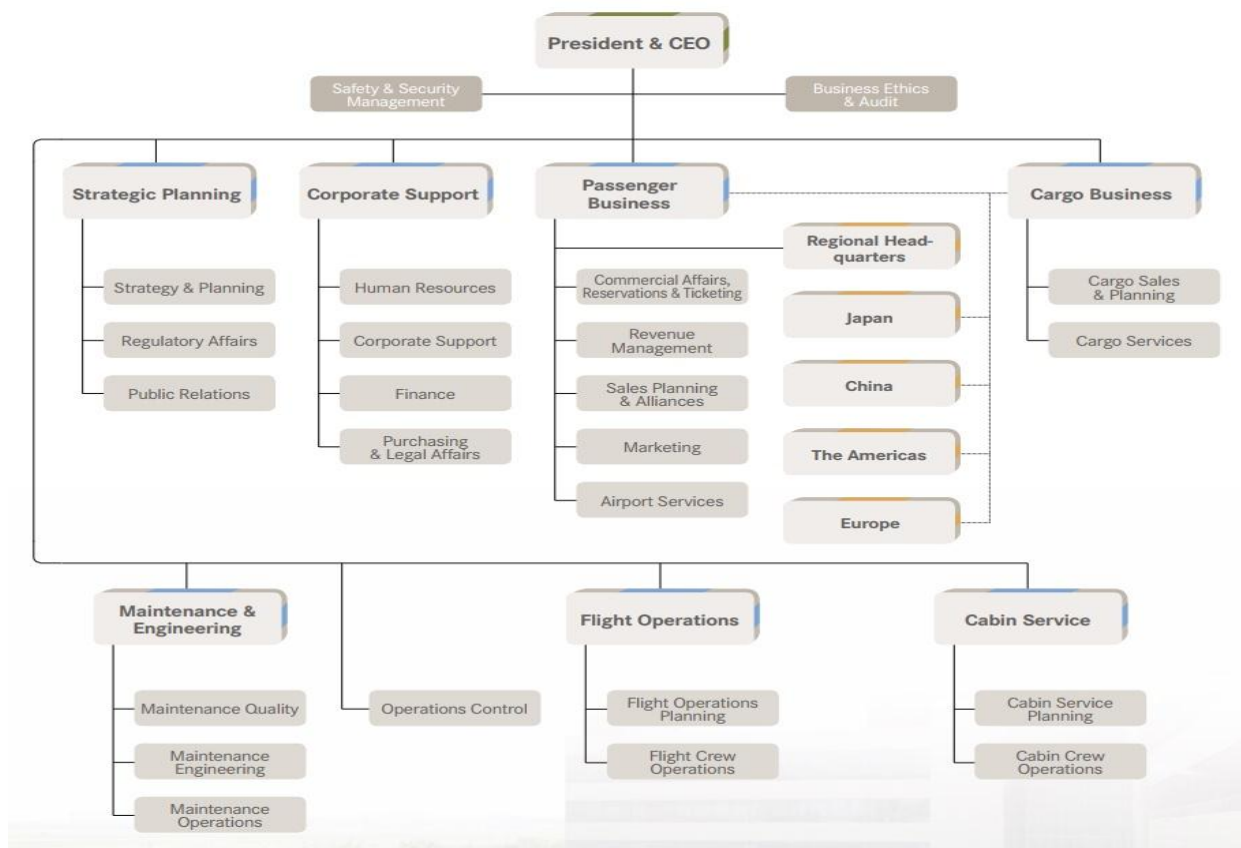 President & CEO
Safety & Security
Management
Business Ethics
& Audit
Strategic Planning
Corporate Support
Passenger
Business
Cargo Business
Strategy & Planning
Regulatory Affairs
Public Relations
Human Resources
Corporate Support
Finance
Purchasing
& Legal Affairs
Commercial Affairs,
Reservations & Ticketing
Revenue
Management
Sales Planning
& Alliances
Marketing
Airport Services
Regional Head-
quarters
Japan
China
The Americas
Europe
Cargo Sales
& Planning
Cargo Services
Maintenance &
Engineering
Flight Operations
Cabin Service
Maintenance Quality
Maintenance
Engineering
Maintenance
Operations
Operations Control
Flight Operations
Planning
Flight Crew
Operations
Cabin Service
Planning
Cabin Crew
Operations